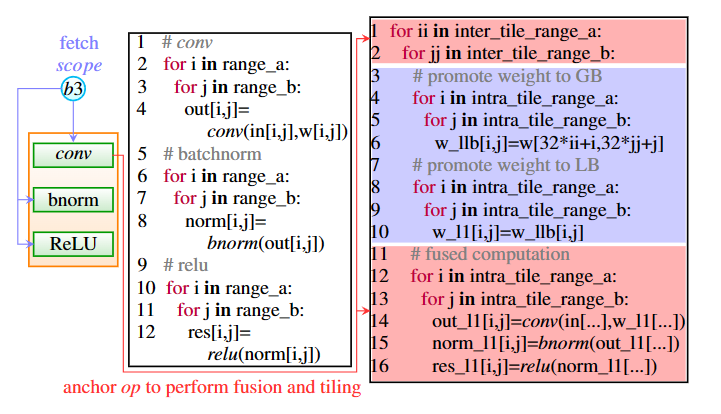 fetch
scope
b3
conv
bnorm
ReLU
1 # conv
2 for i in range_a:
3 for j in range_b:
4 out[i,j]=
conv(in[i,j],w[i,j])
5 # batchnorm
6 for i in range_a:
7 for j in range_b:
8 norm[i,j]=
bnorm(out[i,j])
9 # relu
10 for i in range_a:
11 for j in range_b:
12 res[i,j]=
relu(norm[i,j])
1 for ii in inter_tile_range_a:
2 for jj in inter_tile_range_b:
3 # promote weight to GB
4 for i in intra_tile_range_a:
5 for j in intra_tile_range_b:
6 w_llb[i,j]=w[32*ii+i,32*jj+j]
7 # promote weight to LB
8 for i in intra_tile_range_a:
9 for j in intra_tile_range_b:
10 w_l1[i,j]=w_llb[i,j]
11 # fused computation
12 for i in intra_tile_range_a:
13 for j in intra_tile_range_b:
14 out_l1[i,j]=conv(in[...],w_l1[...])
15 norm_l1[i,j]=bnorm(out_l1[...])
16 res_l1[i,j]=relu(norm_l1[...])
anchor op to perform fusion and tiling